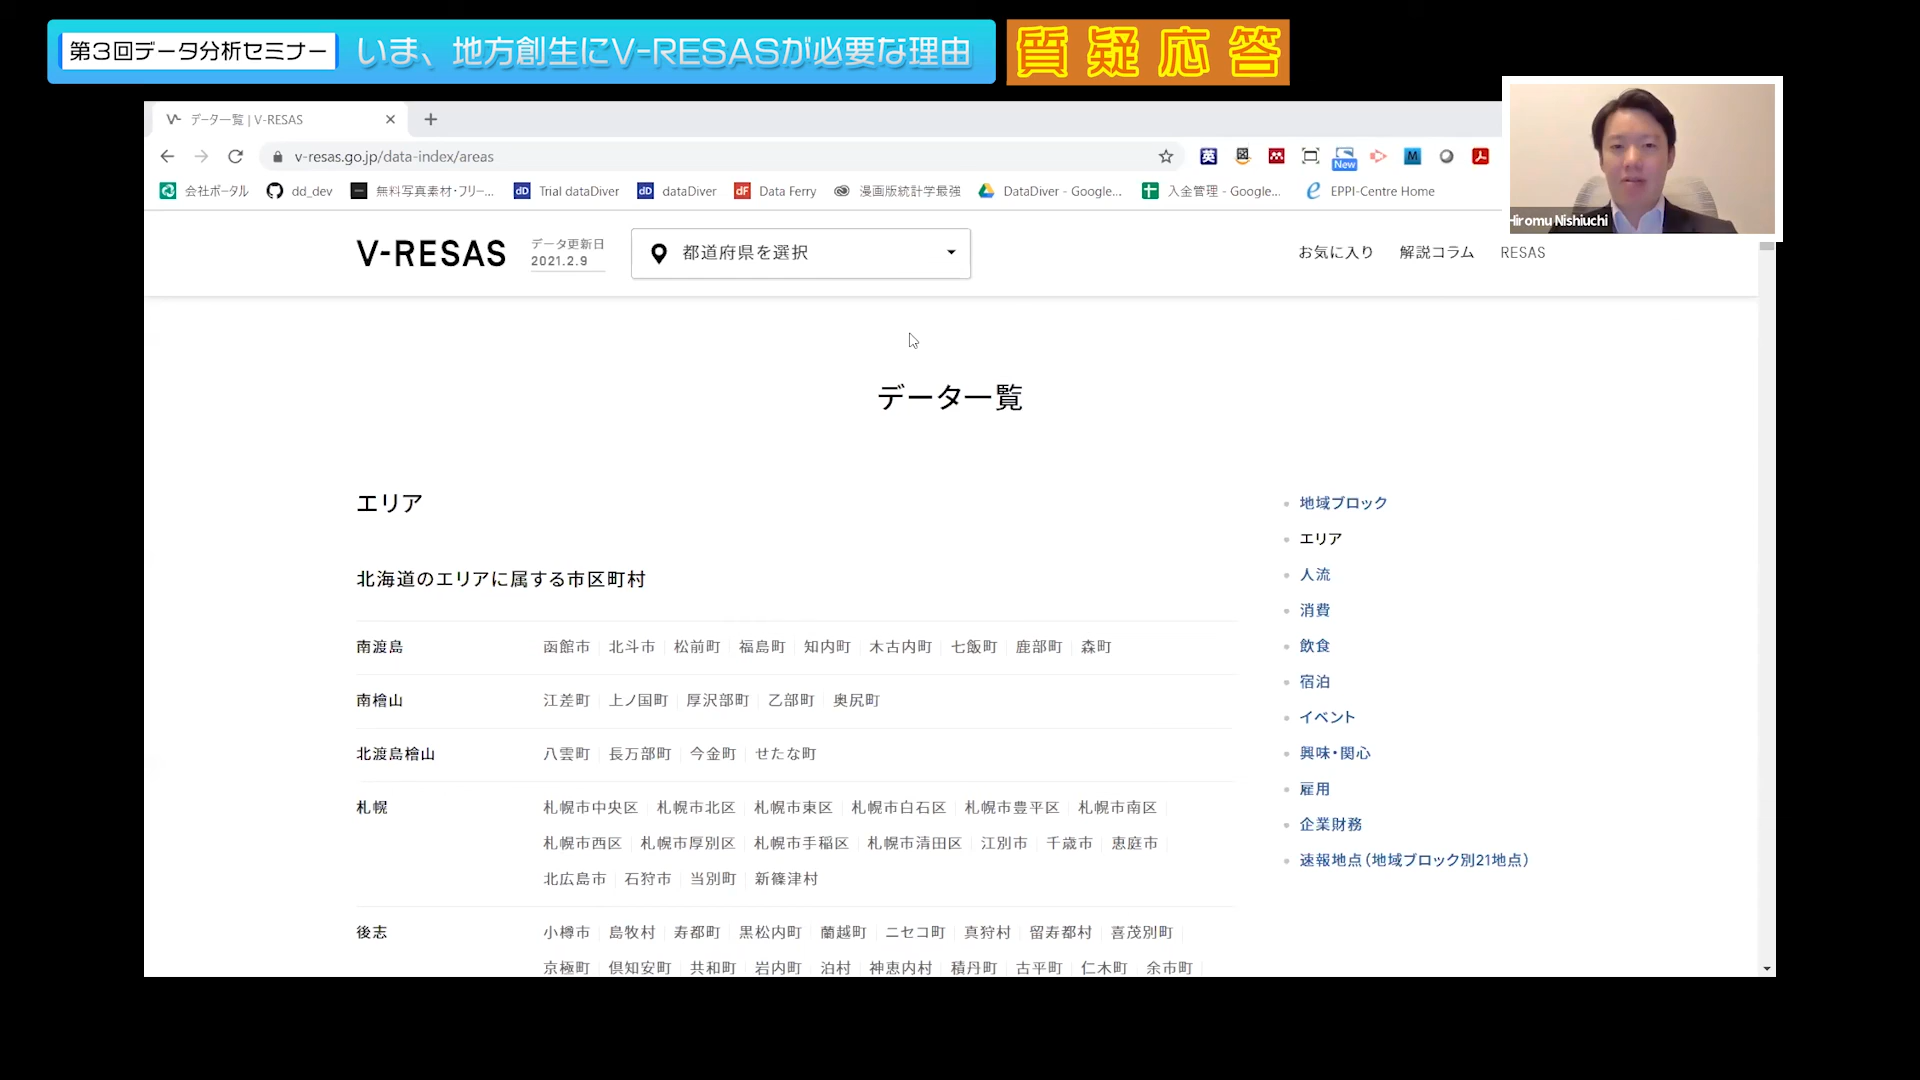 第3回データ分析セミナー いま、地方創生にV-RESASが必要な理由 質疑応答
データ一覧 | V-RESAS
v-resas.go.jp/data-index/areas
New
会社ポータル dd_dev 無料写真素材・フリー... Trial dataDiver dataDiver Data Ferry 漫画版統計学最強 DataDiver - Google... 入金管理 - Google... EPPI-Centre Home
Hiromu Nishiuchi
V-RESAS
データ更新日
2021.2.9
都道府県を選択
お気に入り 解説コラム RESAS
データ一覧
エリア
北海道のエリアに属する市区町村
南渡島 函館市 北斗市 松前町 福島町 知内町 木古内町 七飯町 鹿部町 森町
南檜山 江差町 上ノ国町 厚沢部町 乙部町 奥尻町
北渡島檜山 八雲町 長万部町 今金町 せたな町
札幌 札幌市中央区 札幌市北区 札幌市東区 札幌市白石区 札幌市豊平区 札幌市南区
札幌市西区 札幌市厚別区 札幌市手稲区 札幌市清田区 江別市 千歳市 恵庭市
北広島市 石狩市 当別町 新篠津村
後志 小樽市 島牧村 寿都町 黒松内町 蘭越町 ニセコ町 真狩村 留寿都村 喜茂別町
京極町 倶知安町 共和町 岩内町 泊村 神恵内村 積丹町 古平町 仁木町 余市町
地域ブロック
エリア
人流
消費
飲食
宿泊
イベント
興味・関心
雇用
企業財務
速報地点（地域ブロック別21地点）